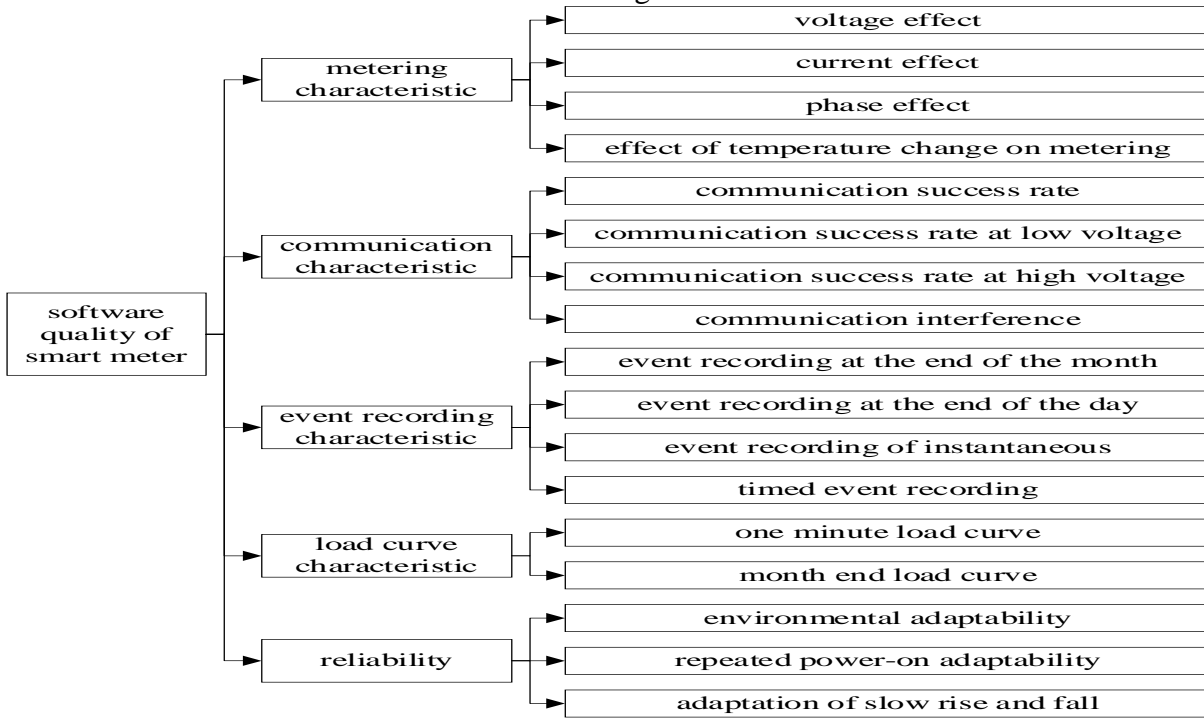 software
quality of
smart meter
metering
characteristic
voltage effect
current effect
phase effect
effect of temperature change on metering
communication
characteristic
communication success rate
communication success rate at low voltage
communication success rate at high voltage
communication interference
event recording
characteristic
event recording at the end of the month
event recording at the end of the day
event recording of instantaneous
timed event recording
load curve
characteristic
one minute load curve
month end load curve
reliability
environmental adaptability
repeated power-on adaptability
adaptation of slow rise and fall